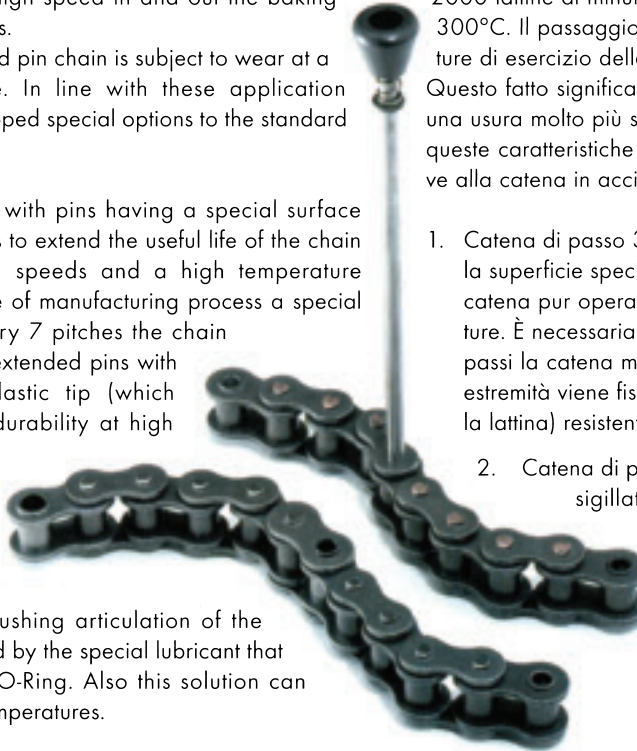 high speed in and out the baking
s.
d pin chain is subject to wear at a
e. In line with these application
ped special options to the standard
with pins having a special surface
s to extend the useful life of the chain
speeds and a high temperature
e of manufacturing process a special
ry 7 pitches the chain
extended pins with
lastic tip (which
durability at high
ushing articulation of the
d by the special lubricant that
O-Ring. Also this solution can
mperatures.
2000 lattine al minut
300°C. Il passaggio
ture di esercizio delle
Questo fatto significa
una usura molto più s
queste caratteristiche
ve alla catena in acci
1. Catena di passo 3
la superficie spec
catena pur opera
ture. È necessaria
passi la catena m
estremità viene fis
la lattina) resistent
2. Catena di p
sigillat